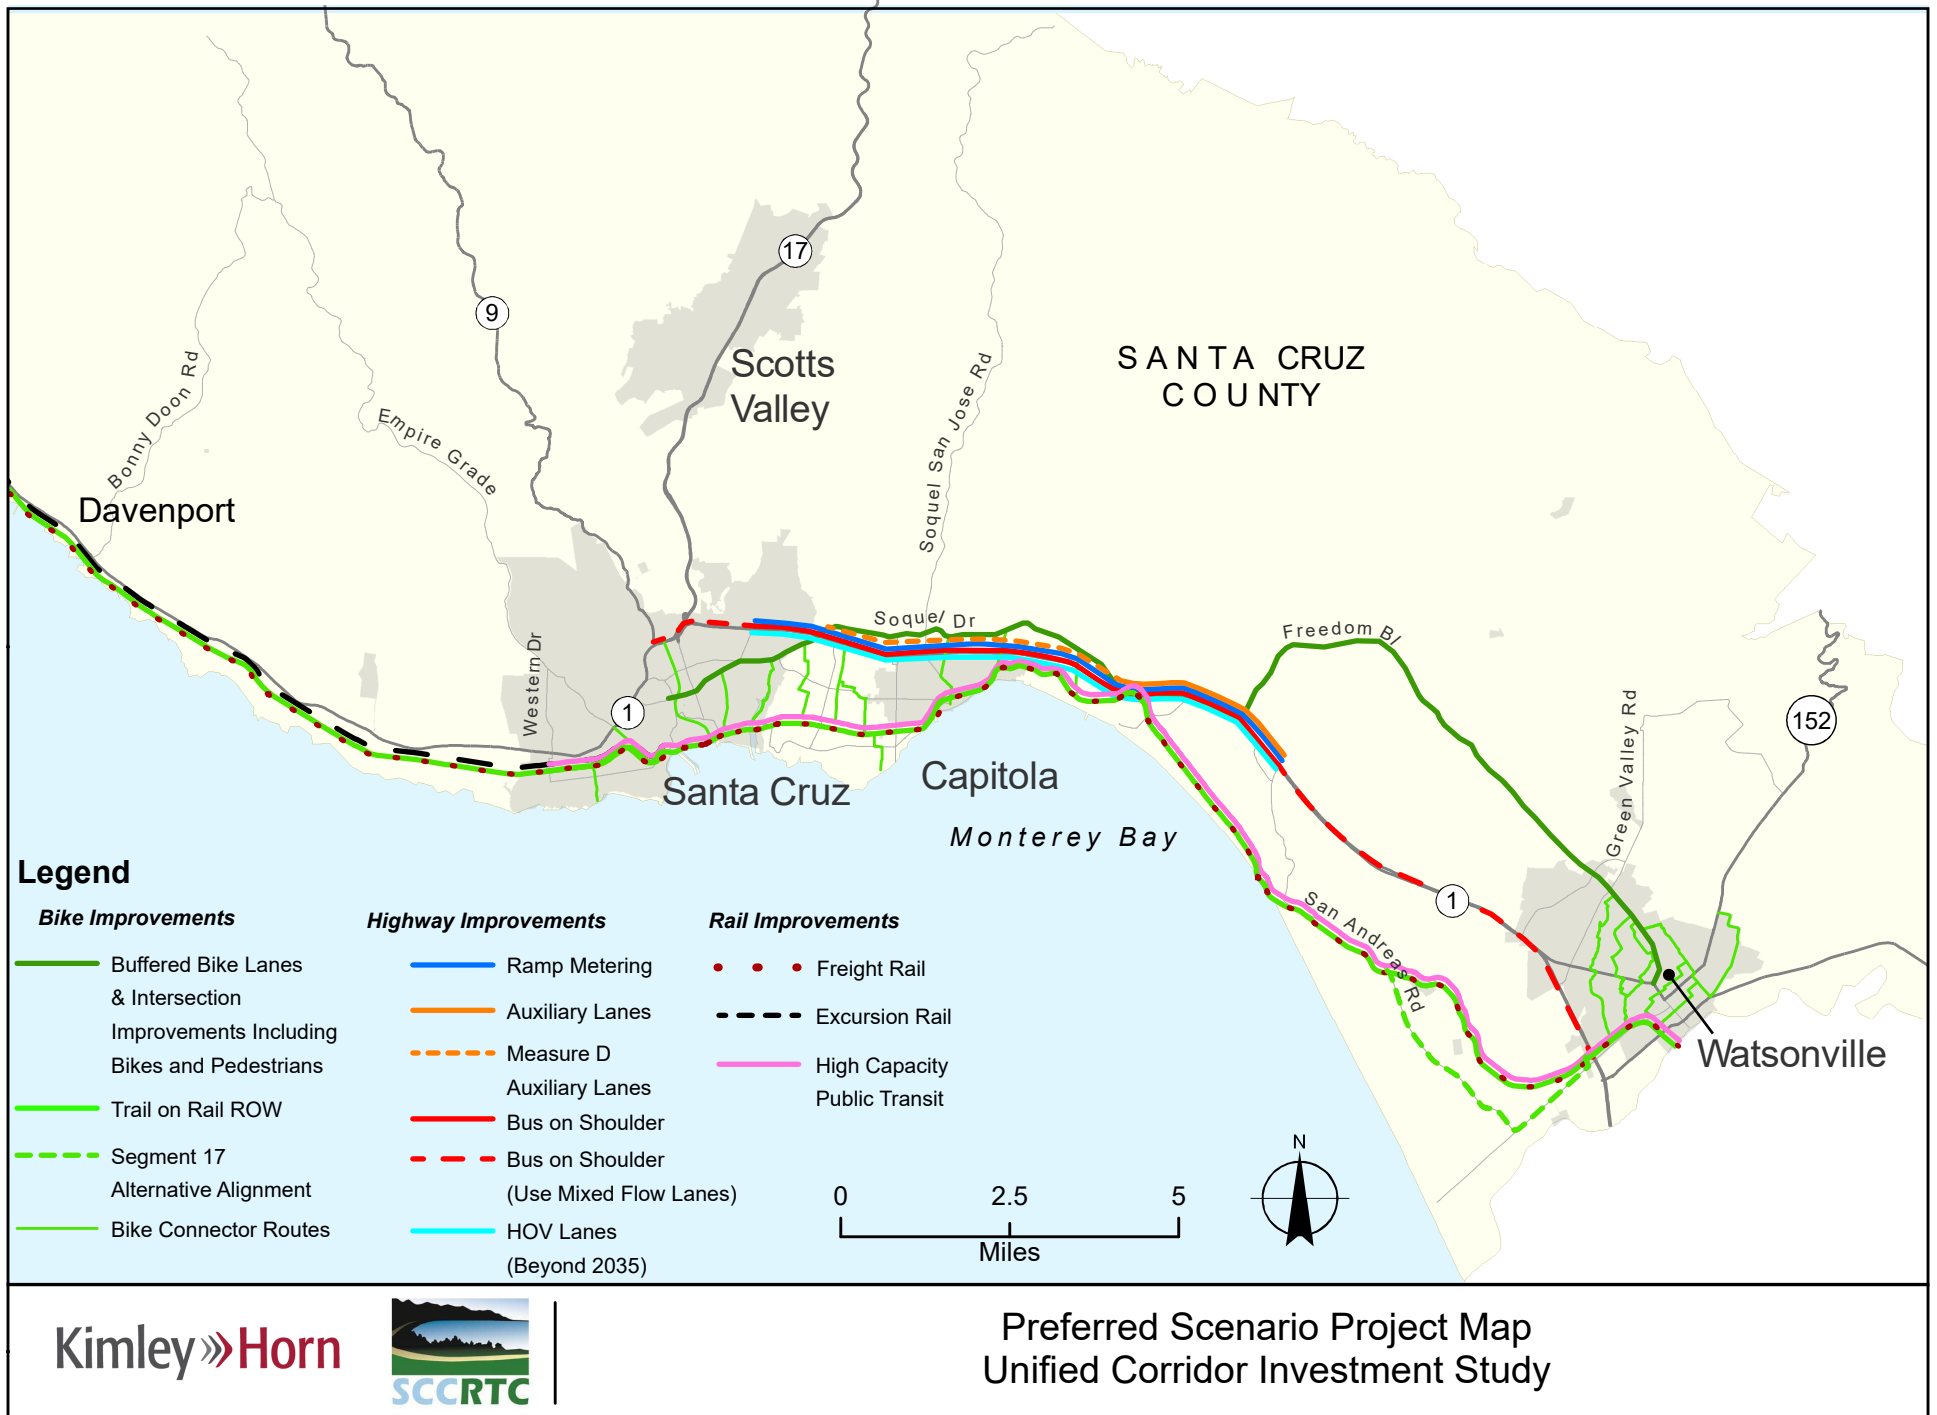 17
9
Scotts
Valley
SANTA CRUZ
COUNTY
Bonny Doon Rd
Empire Grade
Soquel San Jose Rd
Davenport
Soquel Dr
Freedom Bl
Western Dr
Green Valley Rd
152
1
Santa Cruz
Capitola
Monterey Bay
San Andreas Rd
1
Watsonville
Legend
Bike Improvements
Buffered Bike Lanes
& Intersection
Improvements Including
Bikes and Pedestrians
Trail on Rail ROW
Segment 17
Alternative Alignment
Bike Connector Routes
Highway Improvements
Ramp Metering
Auxiliary Lanes
Measure D
Auxiliary Lanes
Bus on Shoulder
Bus on Shoulder
(Use Mixed Flow Lanes)
HOV Lanes
(Beyond 2035)
Rail Improvements
Freight Rail
Excursion Rail
High Capacity
Public Transit
0 2.5 5
Miles
N
Kimley»Horn
SCCRTC
Preferred Scenario Project Map
Unified Corridor Investment Study